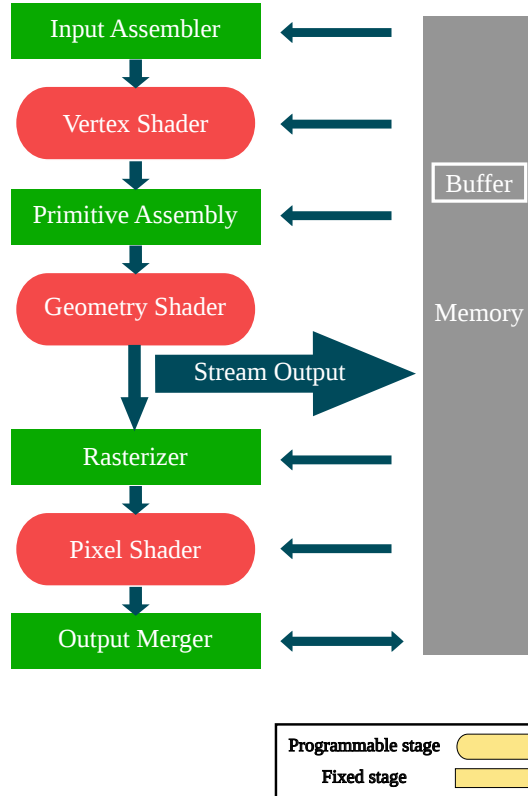 Input Assembler
Vertex Shader
Buffer
Primitive Assembly
Geometry Shader
Memory
Stream Output
Rasterizer
Pixel Shader
Output Merger
Programmable stage
Fixed stage